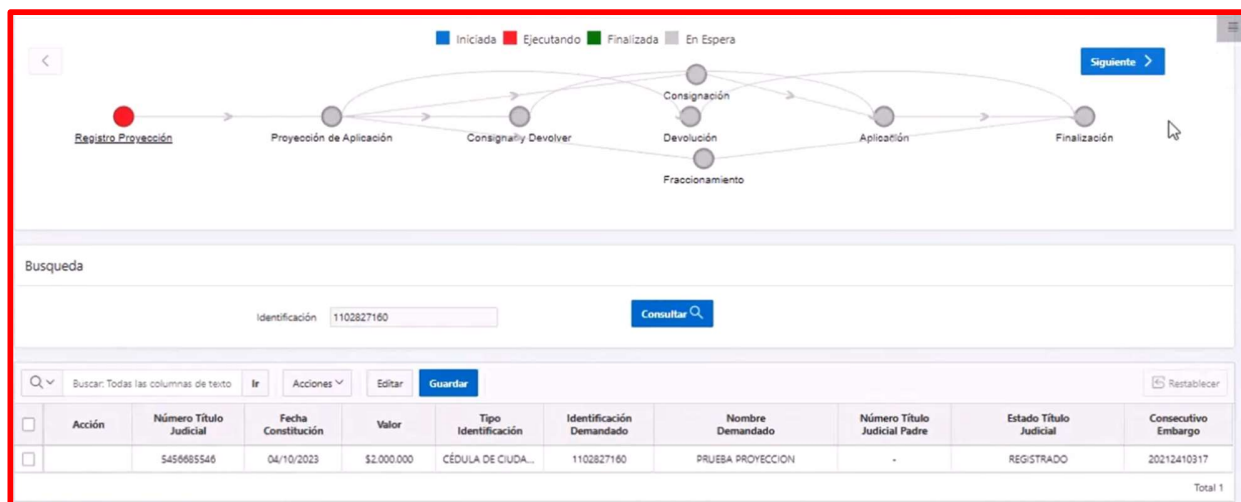 Iniciada Ejecutando Finalizada En Espera
Siguiente
Consignación
Registro Proyección Proyección de Aplicación Consignar y Devolver Devolución Aplicación Finalización
Fraccionamiento
Busqueda
Identificación 1102827160 Consultar
Buscar: Todas las columnas de texto Ir Acciones Editar Guardar Restablecer
Acción Número Título Judicial Fecha Constitución Valor Tipo Identificación Identificación Demandado Nombre Demandado Número Título Judicial Padre Estado Título Judicial Consecutivo Embargo
5456685546 04/10/2023 $2.000.000 CÉDULA DE CIUDA... 1102827160 PRUEBA PROYECCION - REGISTRADO 20212410317
Total 1